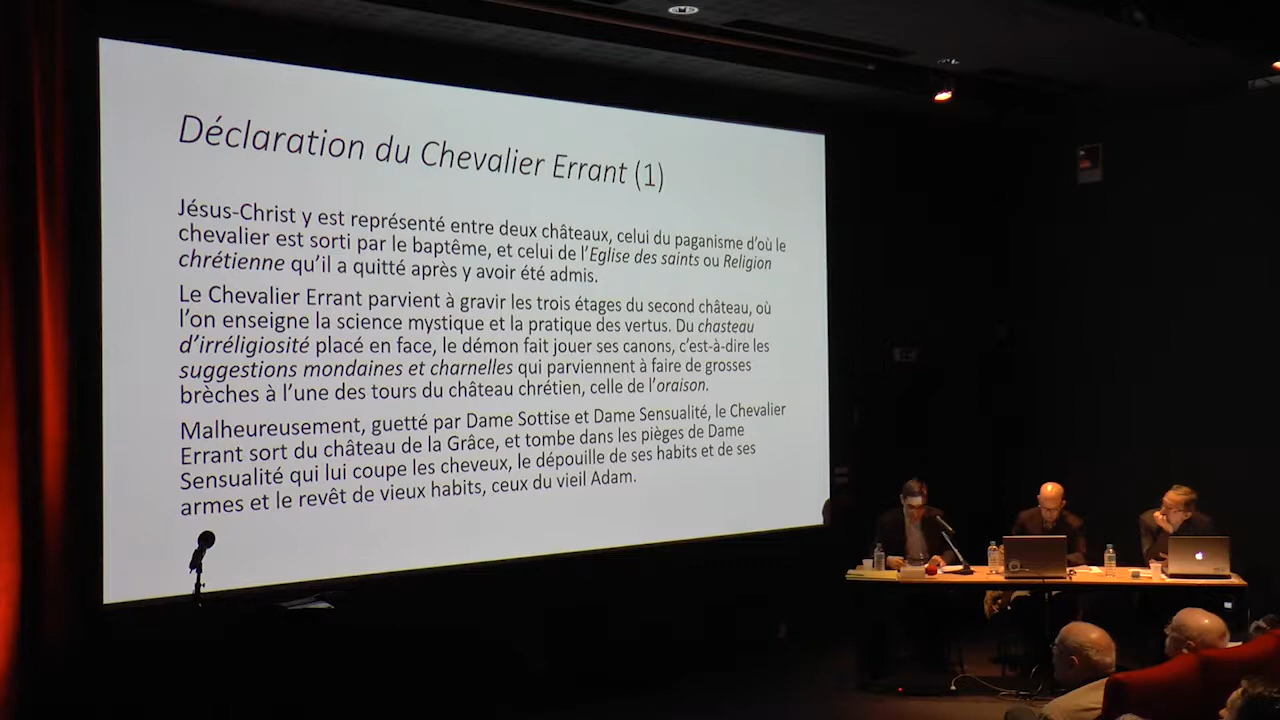 Déclaration du Chevalier Errant (1)
Jésus-Christ y est représenté entre deux châteaux, celui du paganisme d’où le
chevalier est sorti par le baptême, et celui de l’Eglise des saints ou Religion
chrétienne qu’il a quitté après y avoir été admis.
Le Chevalier Errant parvient à gravir les trois étages du second château, où
l’on enseigne la science mystique et la pratique des vertus. Du chasteau
d’irréligiosité placé en face, le démon fait jouer ses canons, c’est-à-dire les
suggestions mondaines et charnelles qui parviennent à faire de grosses
brèches à l’une des tours du château chrétien, celle de l’oraison.
Malheureusement, guetté par Dame Sottise et Dame Sensualité, le Chevalier
Errant sort du château de la Grâce, et tombe dans les pièges de Dame
Sensualité qui lui coupe les cheveux, le dépouille de ses habits et de ses
armes et le revêt de vieux habits, ceux du vieil Adam.